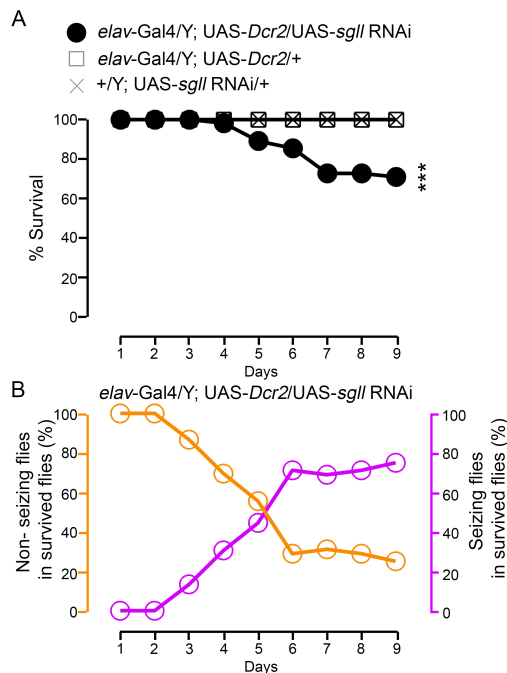 A
elav-Gal4/Y; UAS-Dcr2/UAS-sgll RNAi
elav-Gal4/Y; UAS-Dcr2/+
+/Y; UAS-sgll RNAi/+
% Survival
100
80
60
40
20
0
***
1 2 3 4 5 6 7 8 9
Days
B
elav-Gal4/Y; UAS-Dcr2/UAS-sgll RNAi
Non- seizing flies
in survived flies (%)
100
80
60
40
20
0
100
80
60
40
20
0
Seizing flies
in survived flies (%)
1 2 3 4 5 6 7 8 9
Days